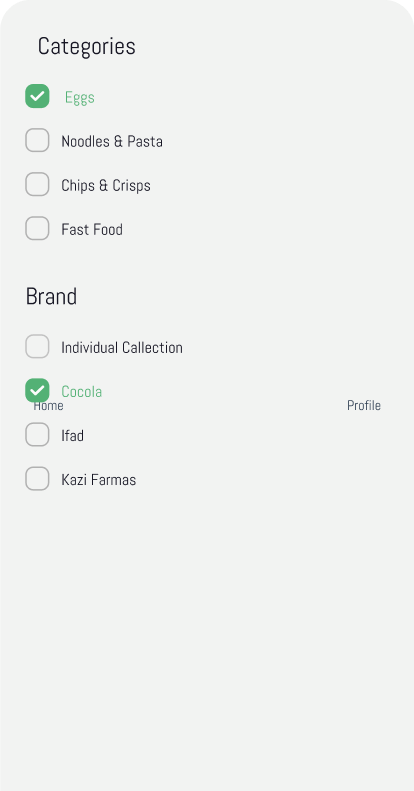 Categories
Eggs
Noodles & Pasta
Chips & Crisps
Fast Food
Brand
Individual Callection
Cocola
Home Profile
Ifad
Kazi Farmas